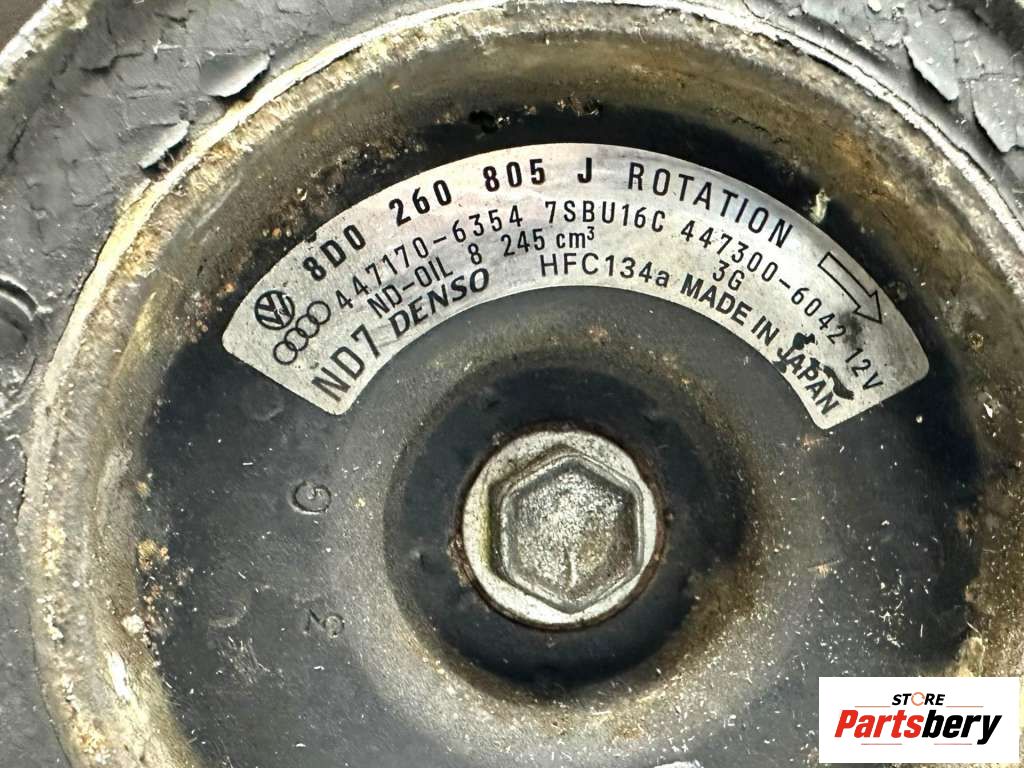 8D0 260 805 J ROTATION
447170-6354 7SBU16C 447300-6042 12V
ND-OIL 8 245 cm³ 3G
ND7 DENSO HFC134a MADE IN JAPAN
G
3
STORE
Partsbery